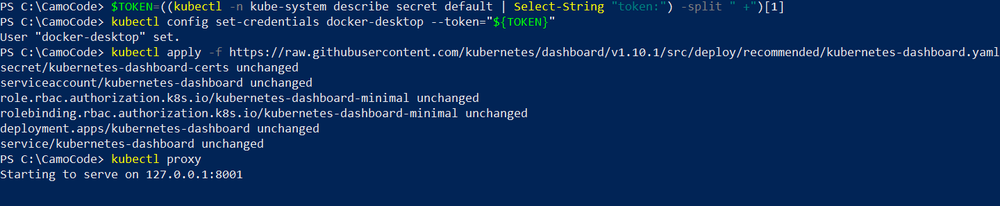 PS C:\CamoCode> $TOKEN=((kubectl -n kube-system describe secret default | Select-String "token:") -split " +")[1]
PS C:\CamoCode> kubectl config set-credentials docker-desktop --token="${TOKEN}"
User "docker-desktop" set.
PS C:\CamoCode> kubectl apply -f https://raw.githubusercontent.com/kubernetes/dashboard/v1.10.1/src/deploy/recommended/kubernetes-dashboard.yaml
secret/kubernetes-dashboard-certs unchanged
serviceaccount/kubernetes-dashboard unchanged
role.rbac.authorization.k8s.io/kubernetes-dashboard-minimal unchanged
rolebinding.rbac.authorization.k8s.io/kubernetes-dashboard-minimal unchanged
deployment.apps/kubernetes-dashboard unchanged
service/kubernetes-dashboard unchanged
PS C:\CamoCode> kubectl proxy
Starting to serve on 127.0.0.1:8001